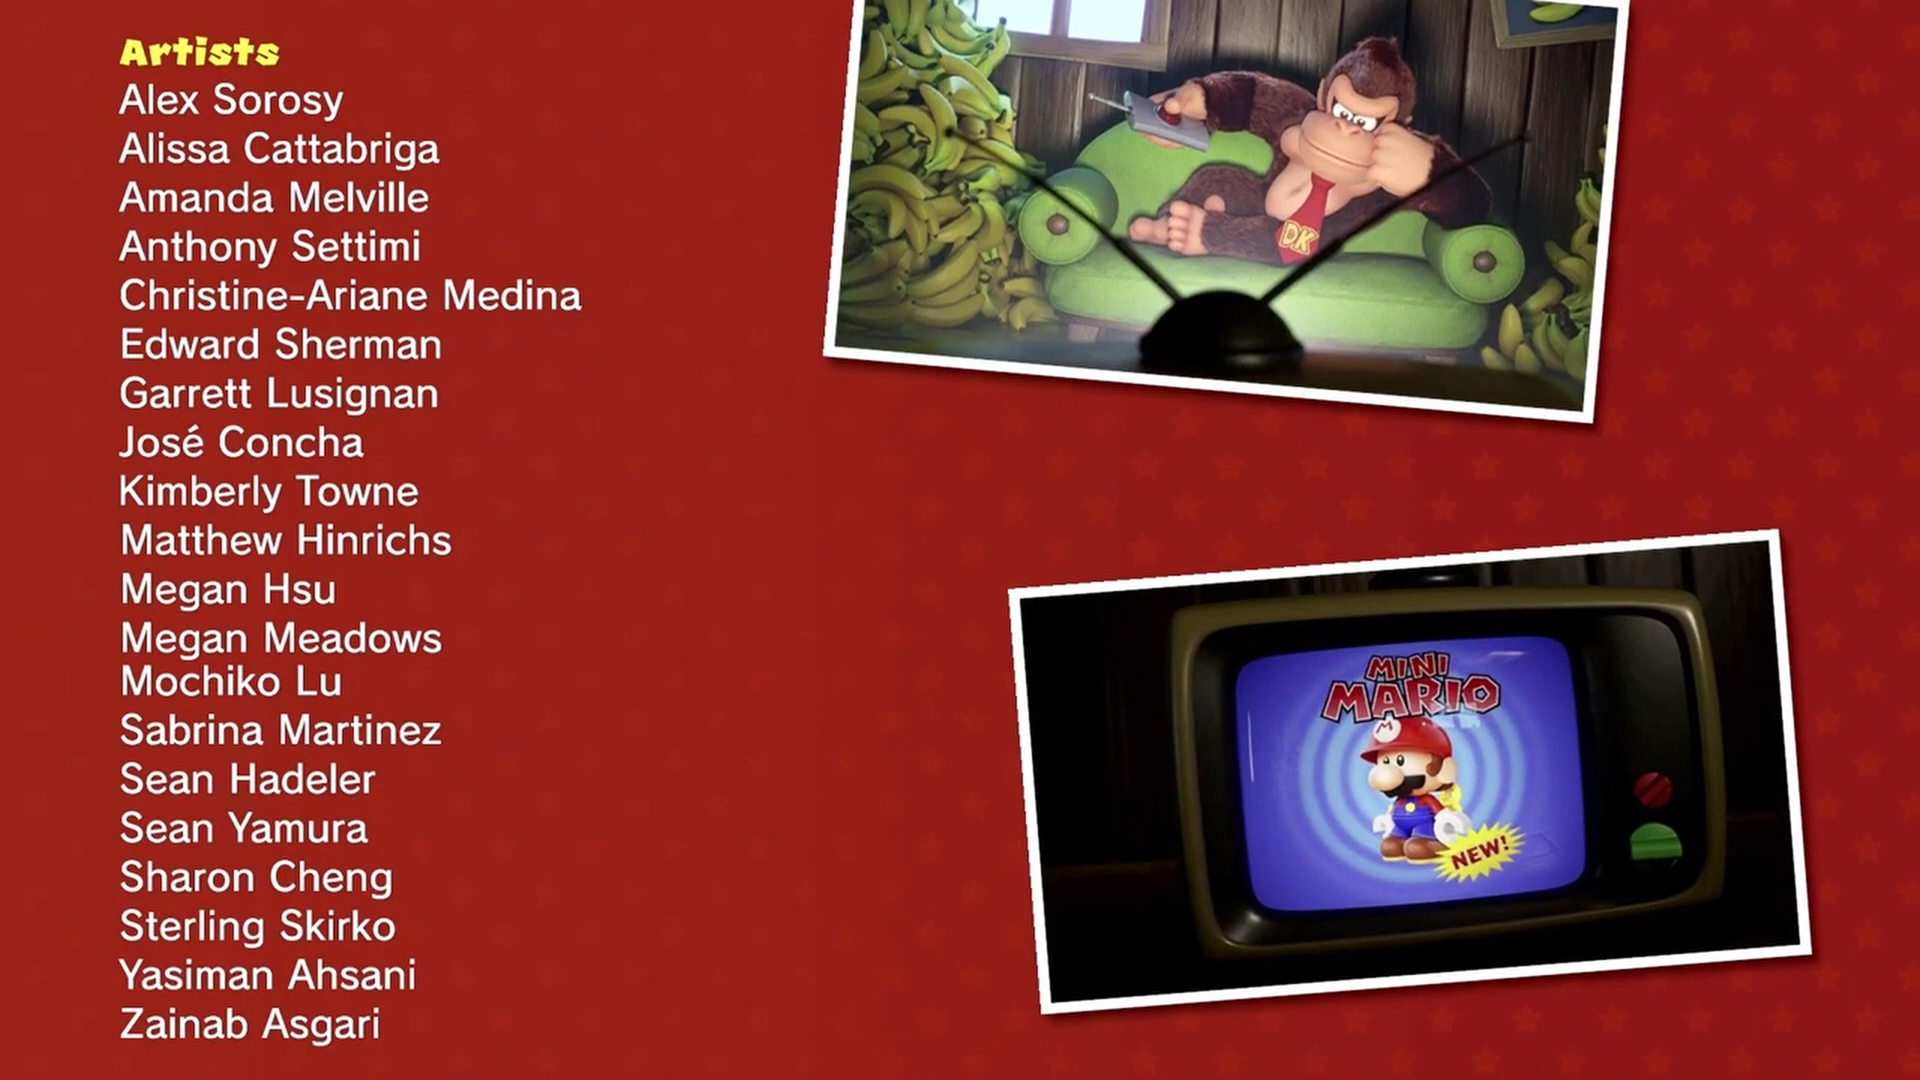 Artists
Alex Sorosy
Alissa Cattabriga
Amanda Melville
Anthony Settimi
Christine-Ariane Medina
Edward Sherman
Garrett Lusignan
José Concha
Kimberly Towne
Matthew Hinrichs
Megan Hsu
Megan Meadows
Mochiko Lu
Sabrina Martinez
Sean Hadeler
Sean Yamura
Sharon Cheng
Sterling Skirko
Yasiman Ahsani
Zainab Asgari
DK
MINI
MARIO
M
NEW!